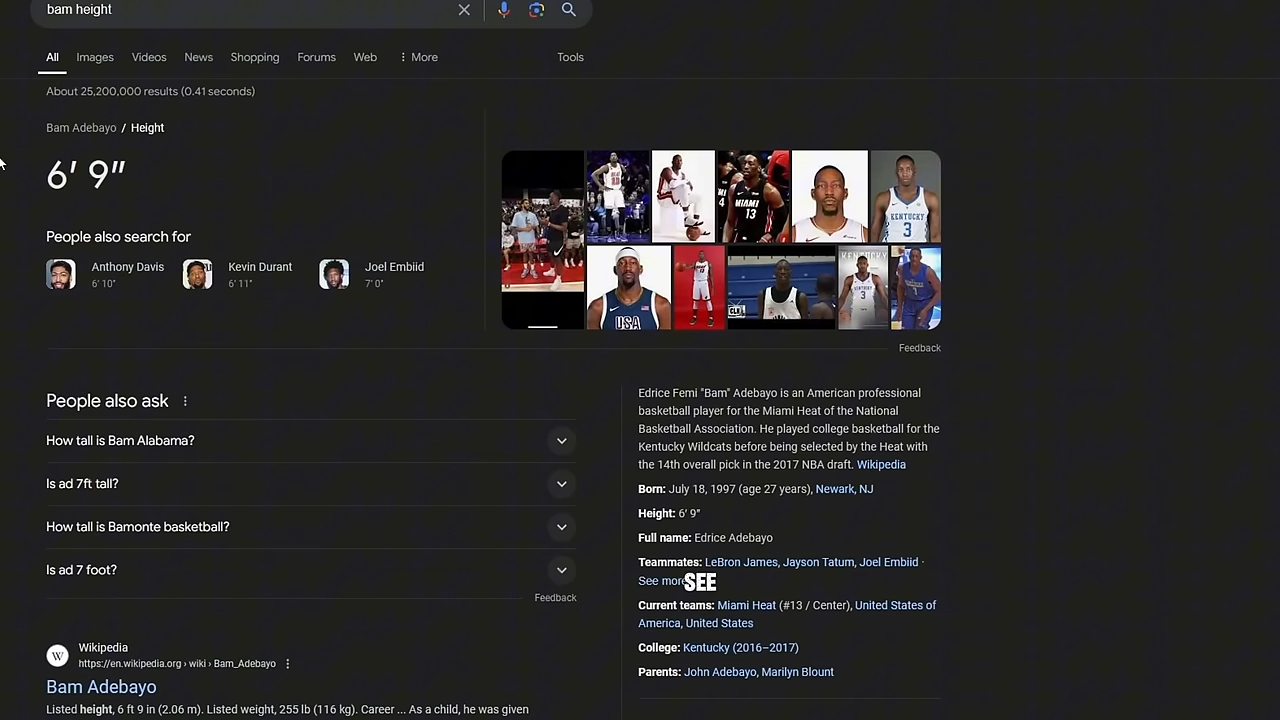 bam height
All Images Videos News Shopping Forums Web More Tools
About 25,200,000 results (0.41 seconds)
Bam Adebayo / Height
6' 9"
People also search for
Anthony Davis
6' 10"
Kevin Durant
6' 11"
Joel Embiid
7' 0"
MIAMI
13
KENTUCKY
3
USA
KENTUCKY
3
Feedback
People also ask
How tall is Bam Alabama?
Is ad 7ft tall?
How tall is Bamonte basketball?
Is ad 7 foot?
Feedback
W
Wikipedia
https://en.wikipedia.org › wiki › Bam_Adebayo
Bam Adebayo
Listed height, 6 ft 9 in (2.06 m). Listed weight, 255 lb (116 kg). Career ... As a child, he was given
Edrice Femi "Bam" Adebayo is an American professional
basketball player for the Miami Heat of the National
Basketball Association. He played college basketball for the
Kentucky Wildcats before being selected by the Heat with
the 14th overall pick in the 2017 NBA draft. Wikipedia
Born: July 18, 1997 (age 27 years), Newark, NJ
Height: 6' 9"
Full name: Edrice Adebayo
Teammates: LeBron James, Jayson Tatum, Joel Embiid ·
See more
SEE
Current teams: Miami Heat (#13 / Center), United States of
America, United States
College: Kentucky (2016–2017)
Parents: John Adebayo, Marilyn Blount